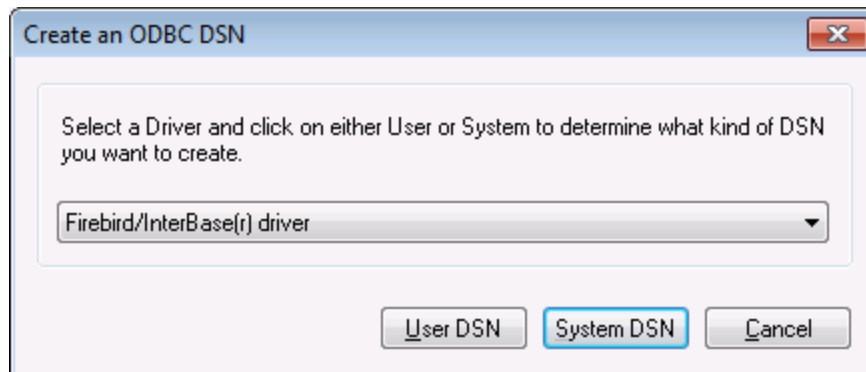 Create an ODBC DSN
Select a Driver and click on either User or System to determine what kind of DSN
you want to create.
Firebird/InterBase(r) driver
User DSN System DSN Cancel